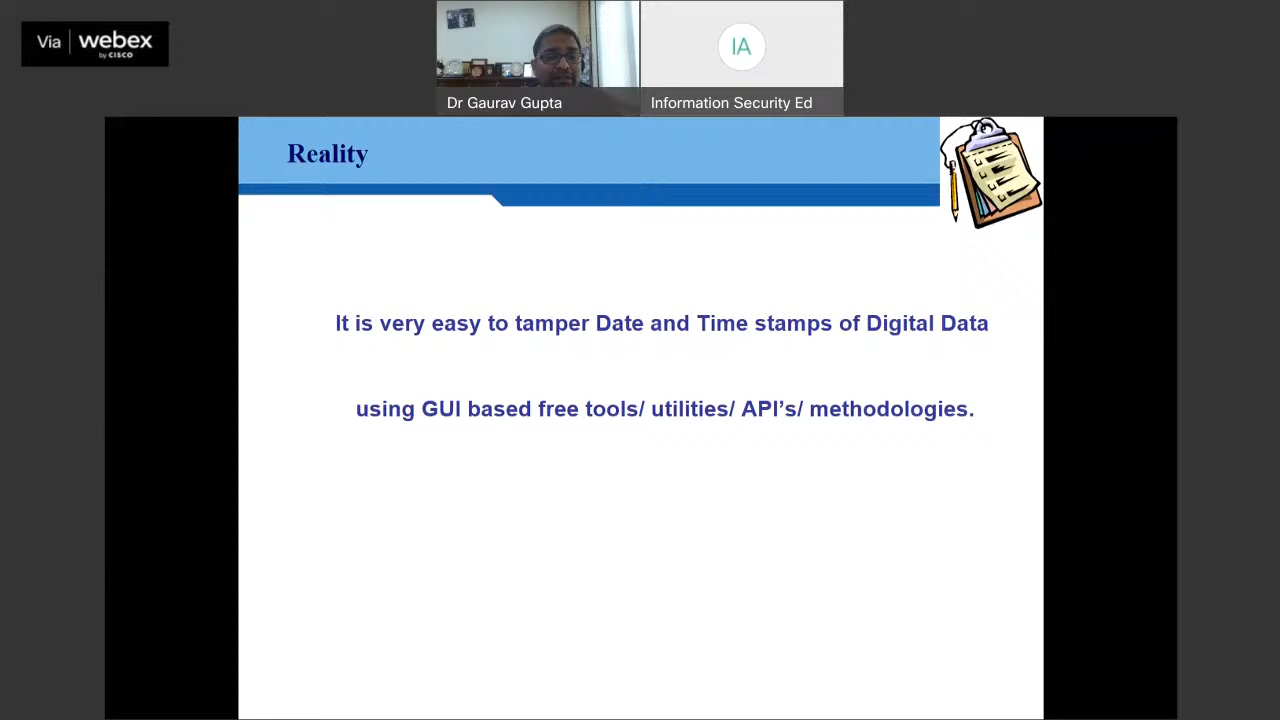 Via webex
by CISCO
IA
Dr Gaurav Gupta
Information Security Ed
Reality
It is very easy to tamper Date and Time stamps of Digital Data
using GUI based free tools/ utilities/ API’s/ methodologies.